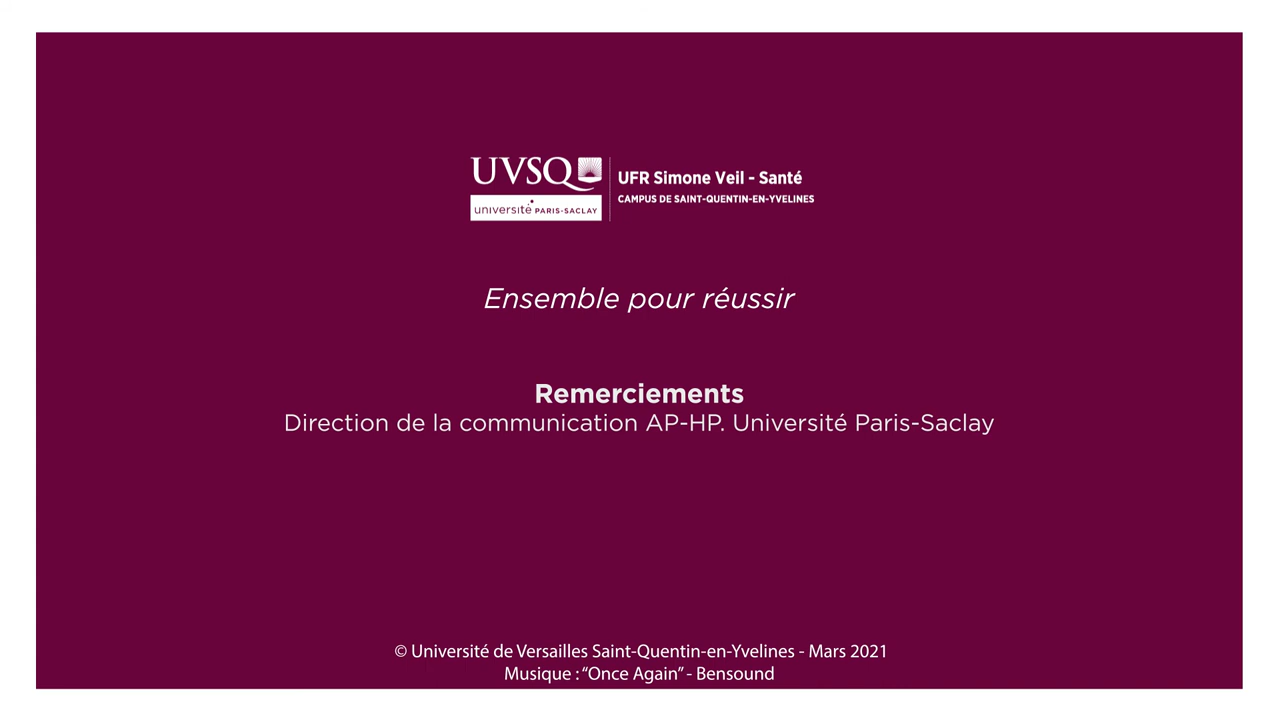 UVSQ
université PARIS-SACLAY
UFR Simone Veil - Santé
CAMPUS DE SAINT-QUENTIN-EN-YVELINES
Ensemble pour réussir
Remerciements
Direction de la communication AP-HP. Université Paris-Saclay
© Université de Versailles Saint-Quentin-en-Yvelines - Mars 2021
Musique : “Once Again” - Bensound